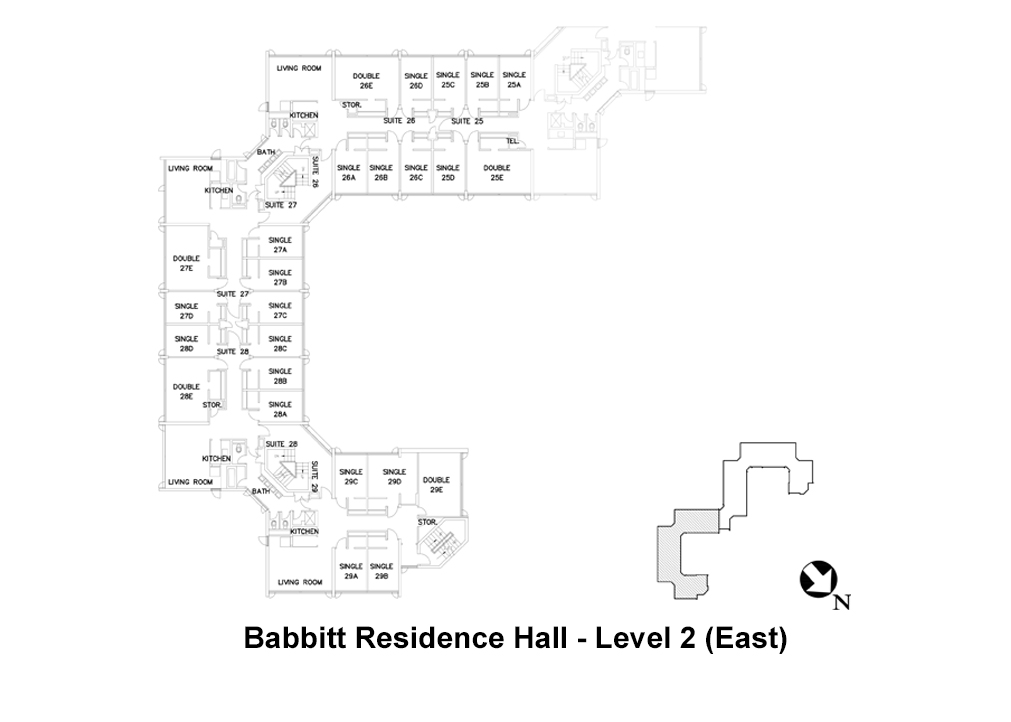 LIVING ROOM
DOUBLE
26E
SINGLE
26D
SINGLE
25C
SINGLE
25B
SINGLE
25A
STOR.
KITCHEN
SUITE 26
SUITE 25
TEL.
BATH
SUITE 26
SINGLE
26A
SINGLE
26B
SINGLE
26C
SINGLE
25D
DOUBLE
25E
LIVING ROOM
KITCHEN
SUITE 27
SINGLE
27A
DOUBLE
27E
SINGLE
27B
SUITE 27
SINGLE
27D
SINGLE
27C
SINGLE
28D
SINGLE
28C
SUITE 28
SINGLE
28B
DOUBLE
28E
STOR.
SINGLE
28A
SUITE 28
KITCHEN
LIVING ROOM
SUITE 29
BATH
SINGLE
29C
SINGLE
29D
DOUBLE
29E
STOR.
KITCHEN
LIVING ROOM
SINGLE
29A
SINGLE
29B
N
Babbitt Residence Hall - Level 2 (East)